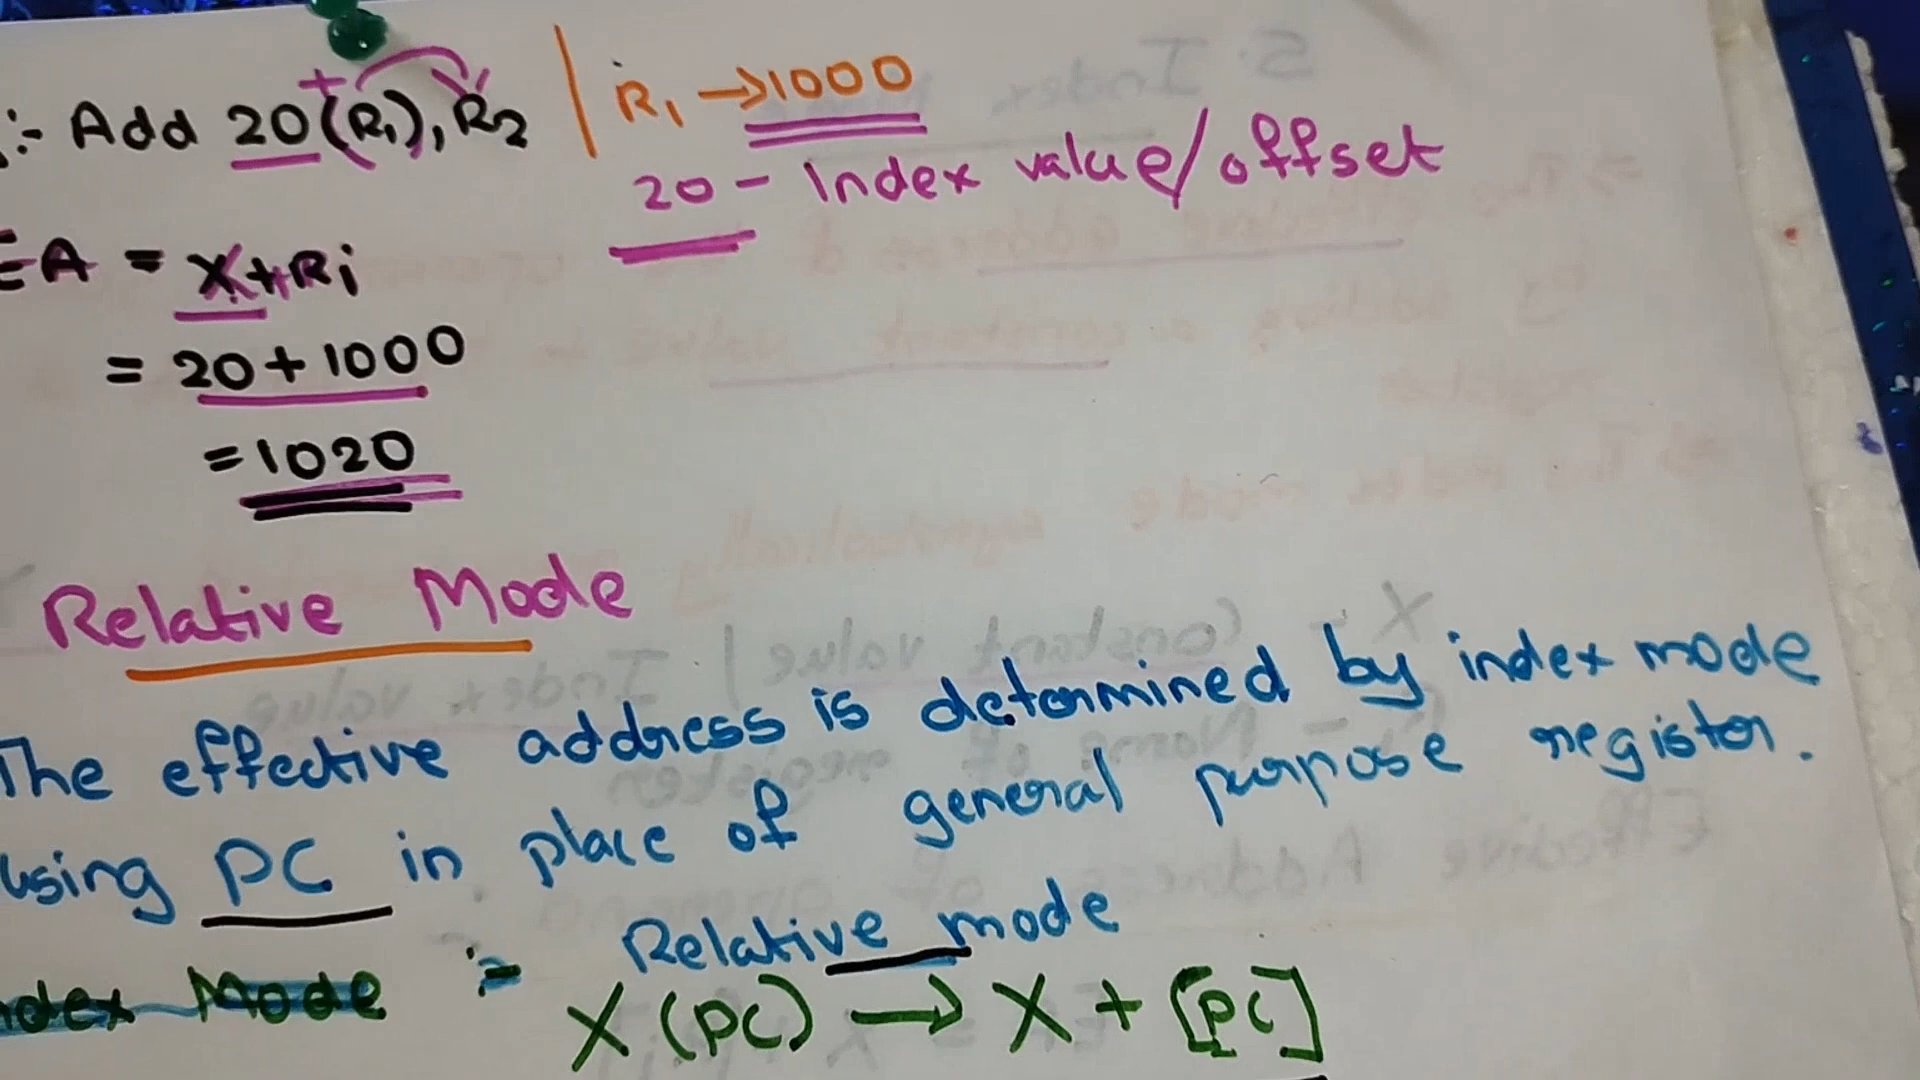 :- Add 20(R1), R2
R1 → 1000
20 - Index value/offset
EA = X+Ri
= 20+1000
= 1020
Relative Mode
The effective address is determined by index mode
using PC in place of general purpose register.
ndex Mode :- Relative mode
X (PC) → X + [PC]